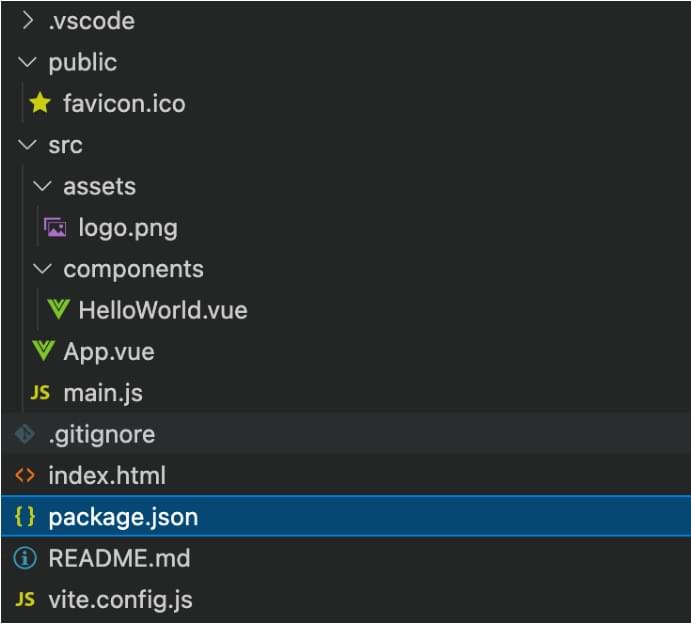 .vscode
public
favicon.ico
src
assets
logo.png
components
HelloWorld.vue
App.vue
JS main.js
.gitignore
<> index.html
{ } package.json
README.md
JS vite.config.js